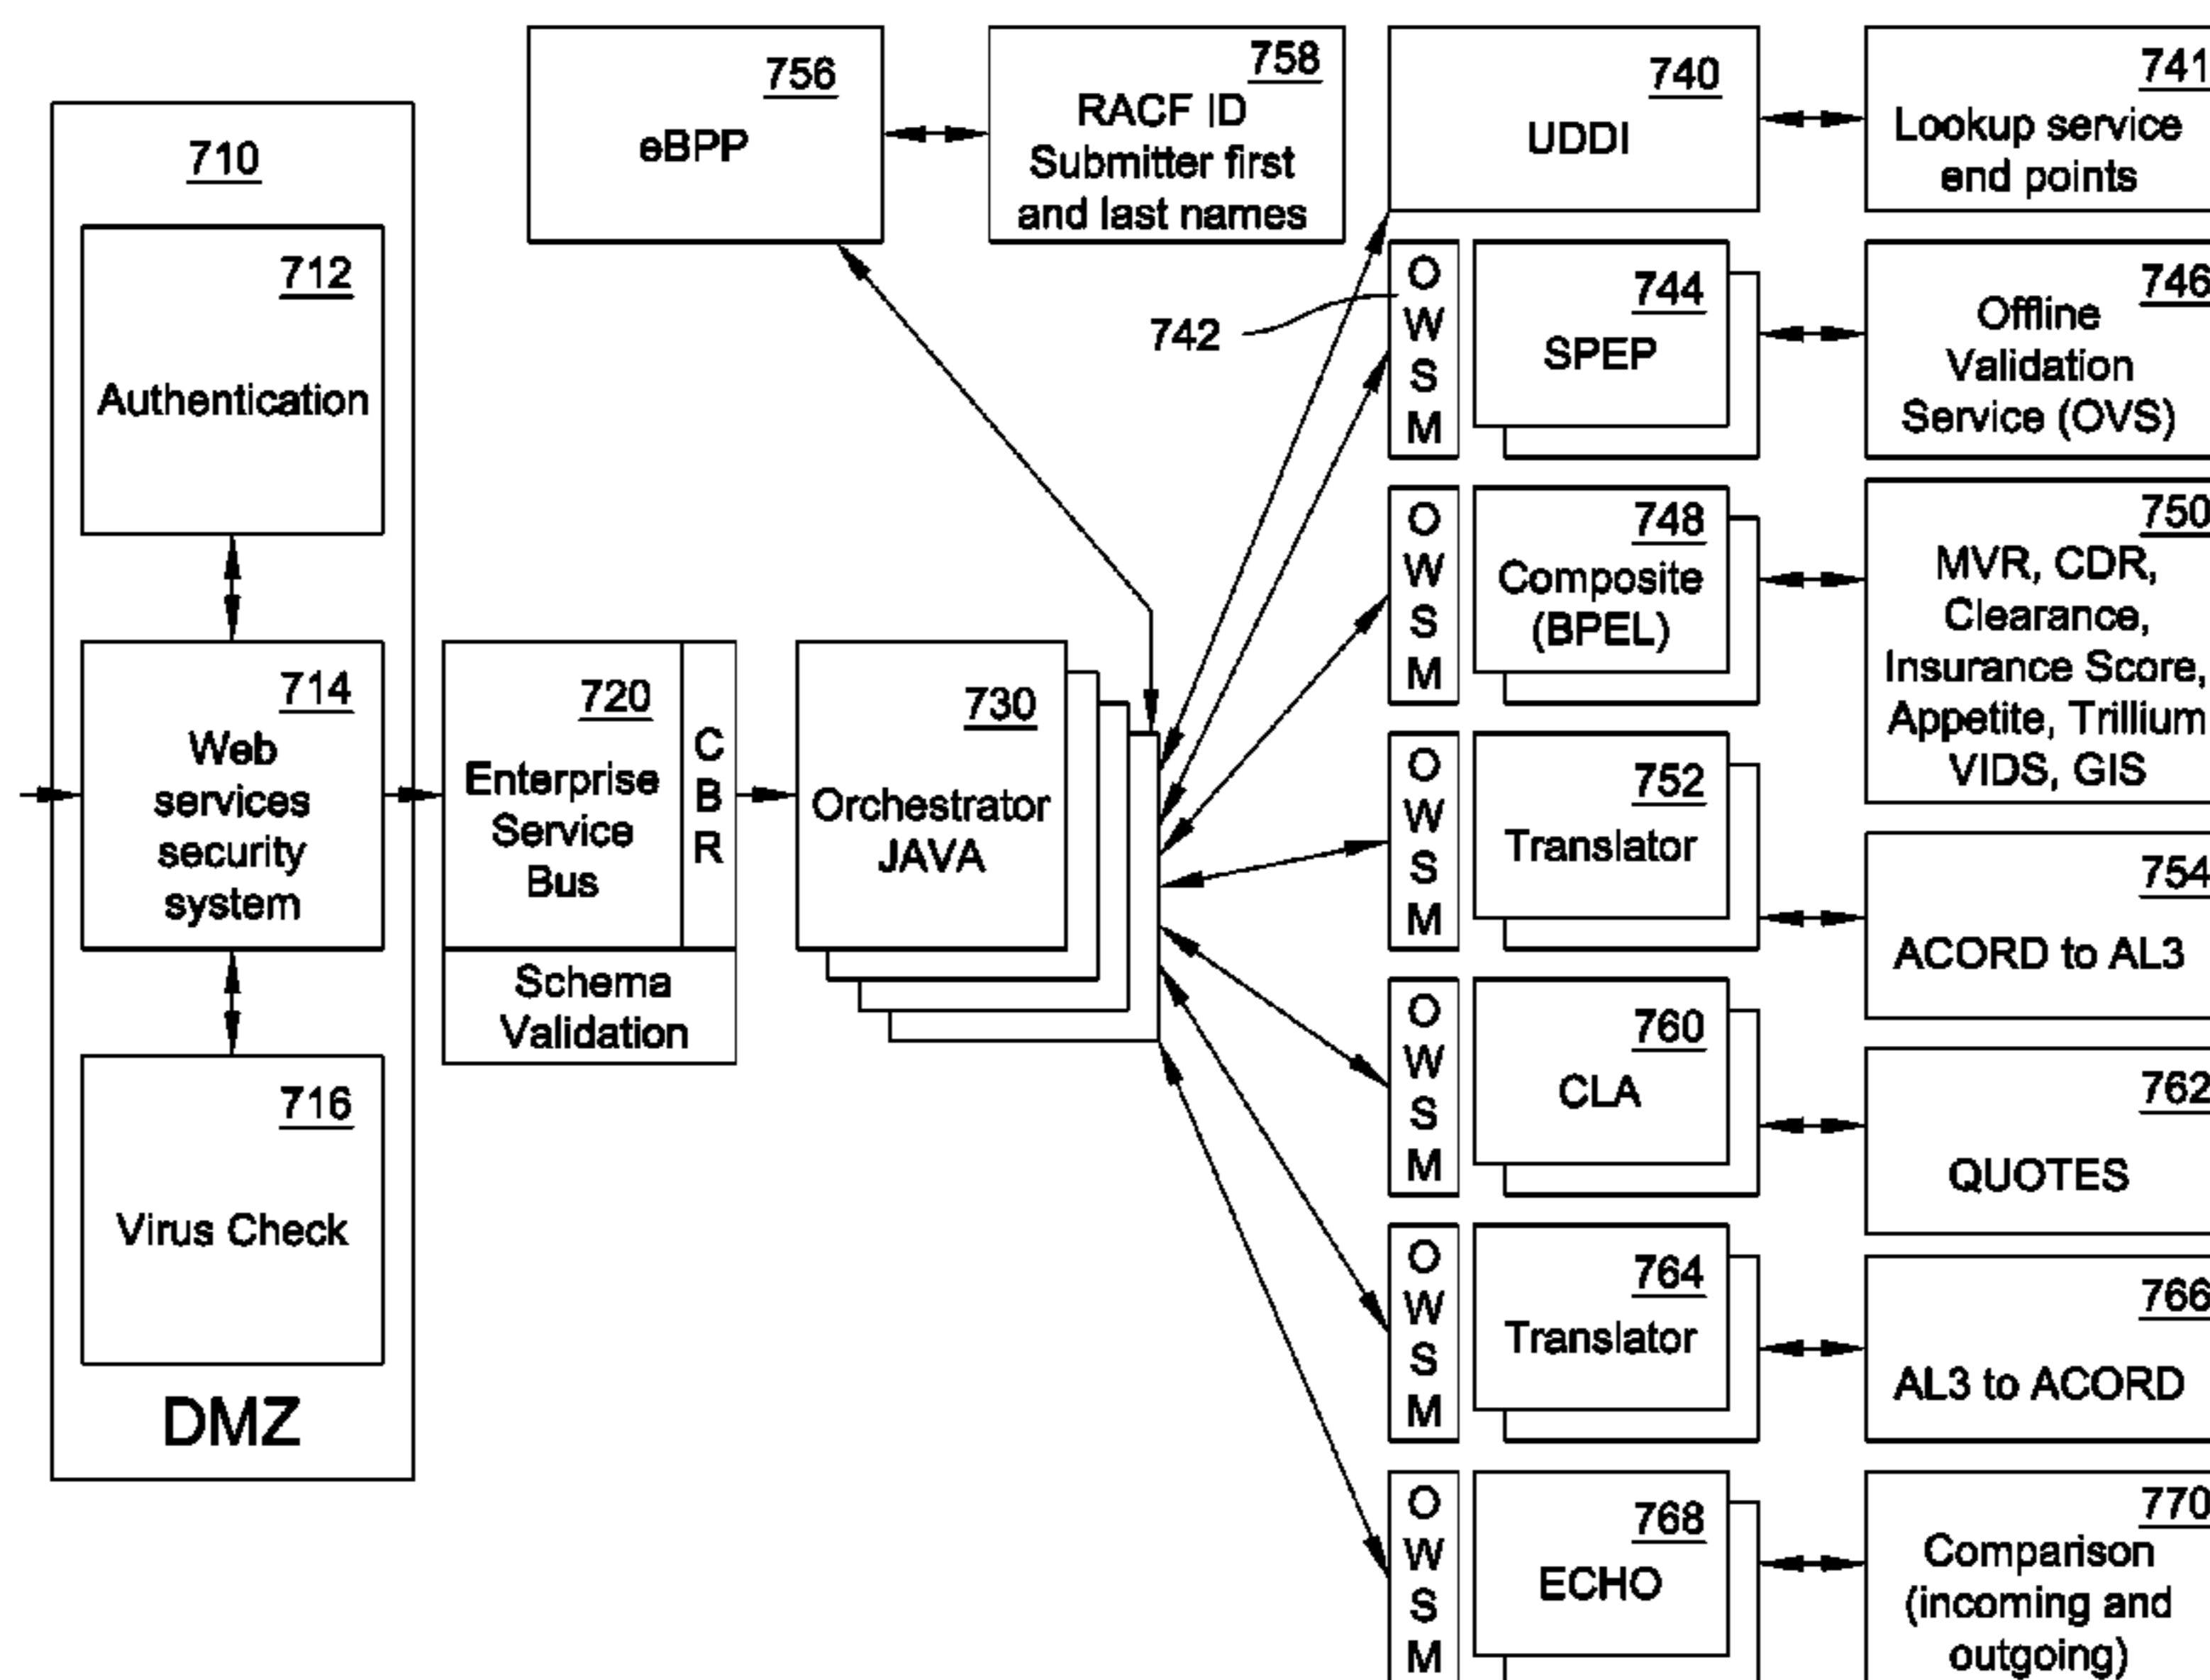 710
712
Authentication
714
Web
services
security
system
716
Virus Check
DMZ
720
Enterprise
Service
Bus
C
B
R
Schema
Validation
730
Orchestrator
JAVA
756
eBPP
758
RACF ID
Submitter first
and last names
740
UDDI
741
Lookup service
end points
742
O
W
S
M
744
SPEP
746
Offline
Validation
Service (OVS)
O
W
S
M
748
Composite
(BPEL)
750
MVR, CDR,
Clearance,
Insurance Score,
Appetite, Trillium
VIDS, GIS
O
W
S
M
752
Translator
754
ACORD to AL3
O
W
S
M
760
CLA
762
QUOTES
O
W
S
M
764
Translator
766
AL3 to ACORD
O
W
S
M
768
ECHO
770
Comparison
(incoming and
outgoing)